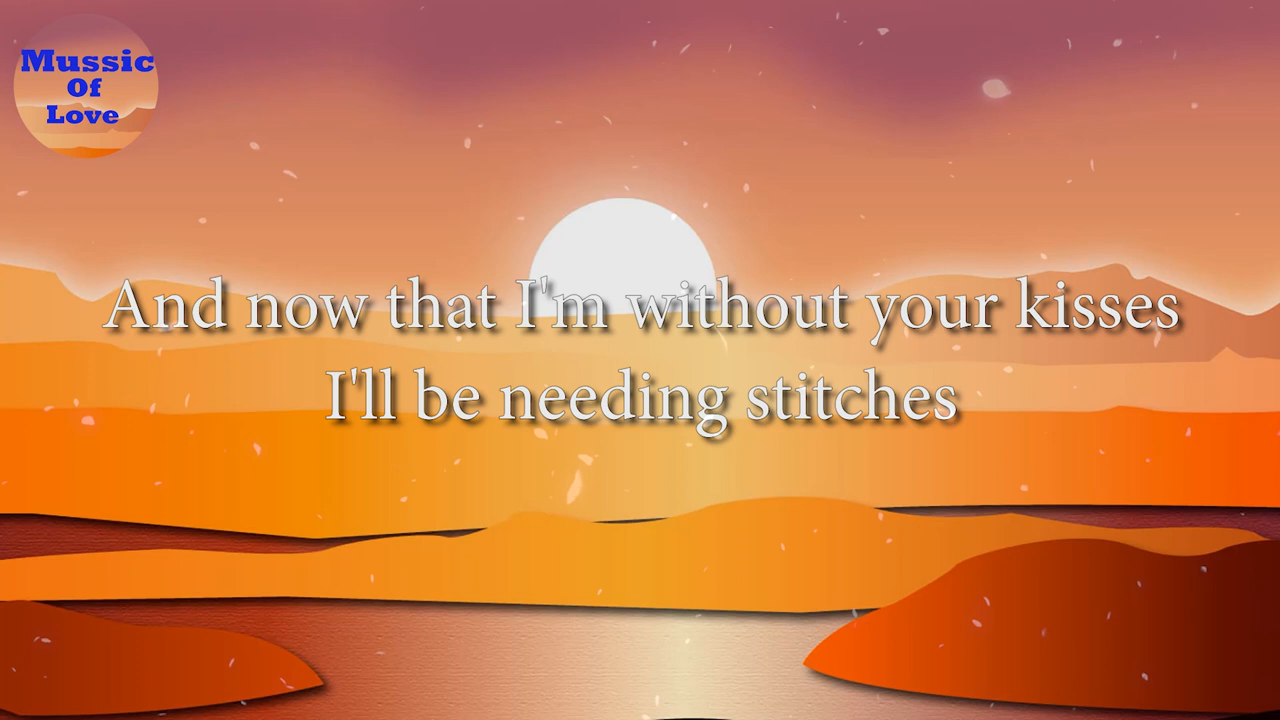 Mussic
Of
Love
And now that I'm without your kisses
I'll be needing stitches